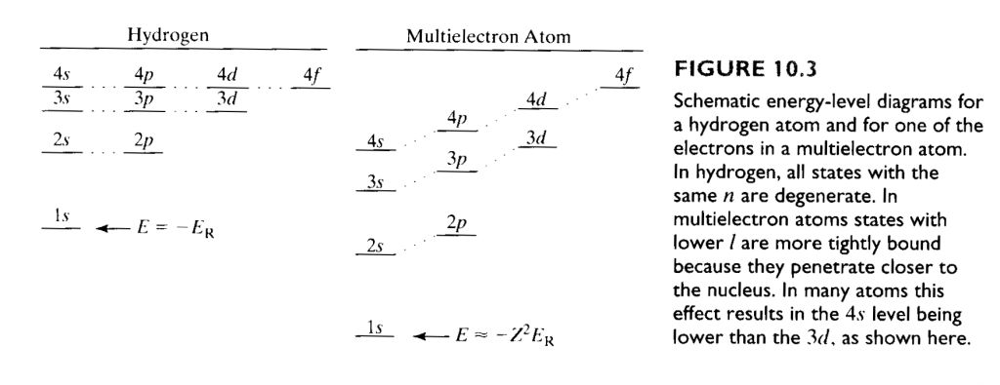 Hydrogen
4s 4p 4d 4f
3s 3p 3d
2s 2p
1s
E = −E_R
Multielectron Atom
4f
4d
4p
4s
3d
3p
3s
2p
2s
1s
E ≈ −Z²E_R
FIGURE 10.3
Schematic energy-level diagrams for
a hydrogen atom and for one of the
electrons in a multielectron atom.
In hydrogen, all states with the
same n are degenerate. In
multielectron atoms states with
lower l are more tightly bound
because they penetrate closer to
the nucleus. In many atoms this
effect results in the 4s level being
lower than the 3d, as shown here.